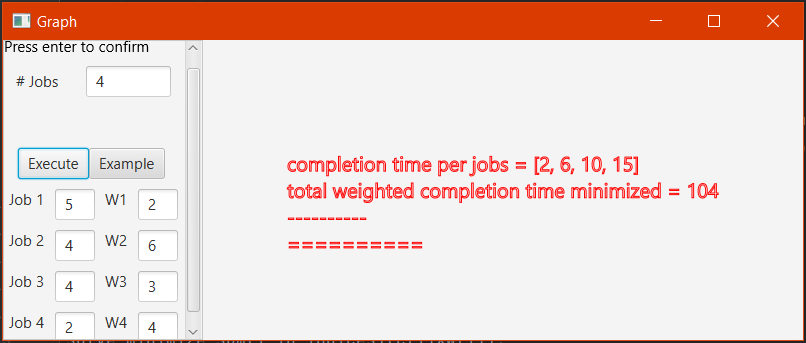 Graph
Press enter to confirm
# Jobs 4
Execute Example
Job 1 5 W1 2
Job 2 4 W2 6
Job 3 4 W3 3
Job 4 2 W4 4
completion time per jobs = [2, 6, 10, 15]
total weighted completion time minimized = 104
----------
==========